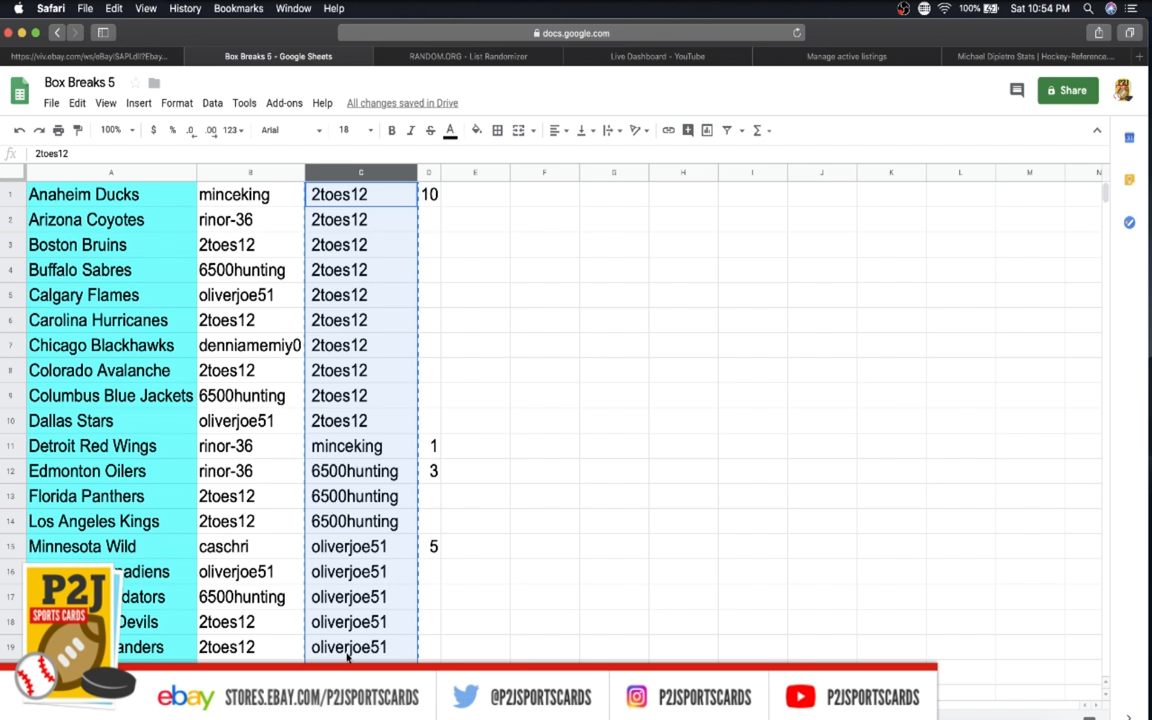 Safari File Edit View History Bookmarks Window Help 100% Sat 10:54 PM
docs.google.com
https://viv.ebay.com/ws/eBayISAPI.dll?Ebay... Box Breaks 5 - Google Sheets RANDOM.ORG - List Randomizer Live Dashboard - YouTube Manage active listings Michael Dipietro Stats | Hockey-Reference....
Box Breaks 5
File Edit View Insert Format Data Tools Add-ons Help All changes saved in Drive
Share
100% $ % .0 .00 123 Arial 18 B I S A
fx 2toes12
A B C D E F G H I J K L M N
1 Anaheim Ducks minceking 2toes12 10
2 Arizona Coyotes rinor-36 2toes12
3 Boston Bruins 2toes12 2toes12
4 Buffalo Sabres 6500hunting 2toes12
5 Calgary Flames oliverjoe51 2toes12
6 Carolina Hurricanes 2toes12 2toes12
7 Chicago Blackhawks denniamemiy0 2toes12
8 Colorado Avalanche 2toes12 2toes12
9 Columbus Blue Jackets 6500hunting 2toes12
10 Dallas Stars oliverjoe51 2toes12
11 Detroit Red Wings rinor-36 minceking 1
12 Edmonton Oilers rinor-36 6500hunting 3
13 Florida Panthers 2toes12 6500hunting
14 Los Angeles Kings 2toes12 6500hunting
15 Minnesota Wild caschri oliverjoe51 5
16 nadiens oliverjoe51 oliverjoe51
17 dators 6500hunting oliverjoe51
18 Devils 2toes12 oliverjoe51
19 anders 2toes12 oliverjoe51
P2J
SPORTS CARDS
ebay STORES.EBAY.COM/P2JSPORTSCARDS @P2JSPORTSCARDS P2JSPORTSCARDS P2JSPORTSCARDS